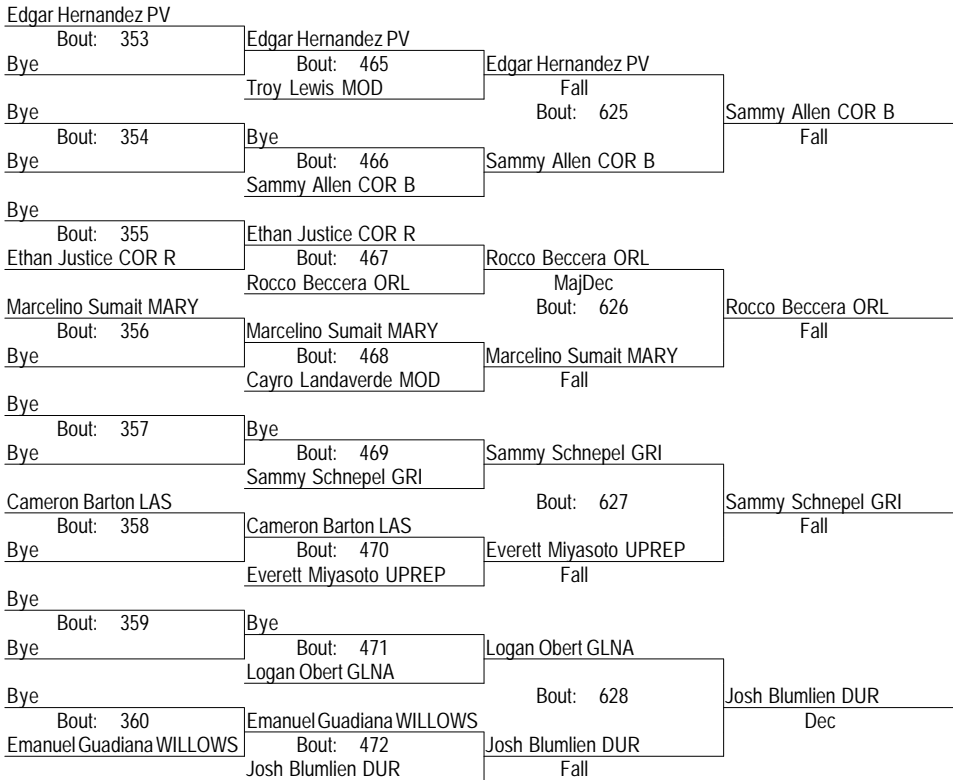 Edgar Hernandez PV
Bout: 353 Edgar Hernandez PV
Bye Bout: 465 Edgar Hernandez PV
Troy Lewis MOD Fall
Bye Bout: 625 Sammy Allen COR B
Bout: 354 Bye Fall
Bye Bout: 466 Sammy Allen COR B
Sammy Allen COR B
Bye
Bout: 355 Ethan Justice COR R
Ethan Justice COR R Bout: 467 Rocco Beccera ORL
Rocco Beccera ORL MajDec
Marcelino Sumait MARY Bout: 626 Rocco Beccera ORL
Bout: 356 Marcelino Sumait MARY Fall
Bye Bout: 468 Marcelino Sumait MARY
Cayro Landaverde MOD Fall
Bye
Bout: 357 Bye
Bye Bout: 469 Sammy Schnepel GRI
Sammy Schnepel GRI
Cameron Barton LAS Bout: 627 Sammy Schnepel GRI
Bout: 358 Cameron Barton LAS Fall
Bye Bout: 470 Everett Miyasoto UPREP
Everett Miyasoto UPREP Fall
Bye
Bout: 359 Bye
Bye Bout: 471 Logan Obert GLNA
Logan Obert GLNA
Bye Bout: 628 Josh Blumlien DUR
Bout: 360 Emanuel Guadiana WILLOWS Dec
Emanuel Guadiana WILLOWS Bout: 472 Josh Blumlien DUR
Josh Blumlien DUR Fall